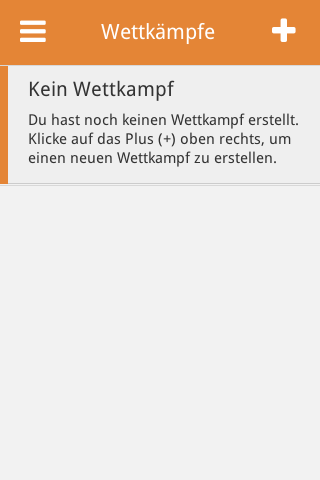 Wettkämpfe
Kein Wettkampf
Du hast noch keinen Wettkampf erstellt.
Klicke auf das Plus (+) oben rechts, um
einen neuen Wettkampf zu erstellen.